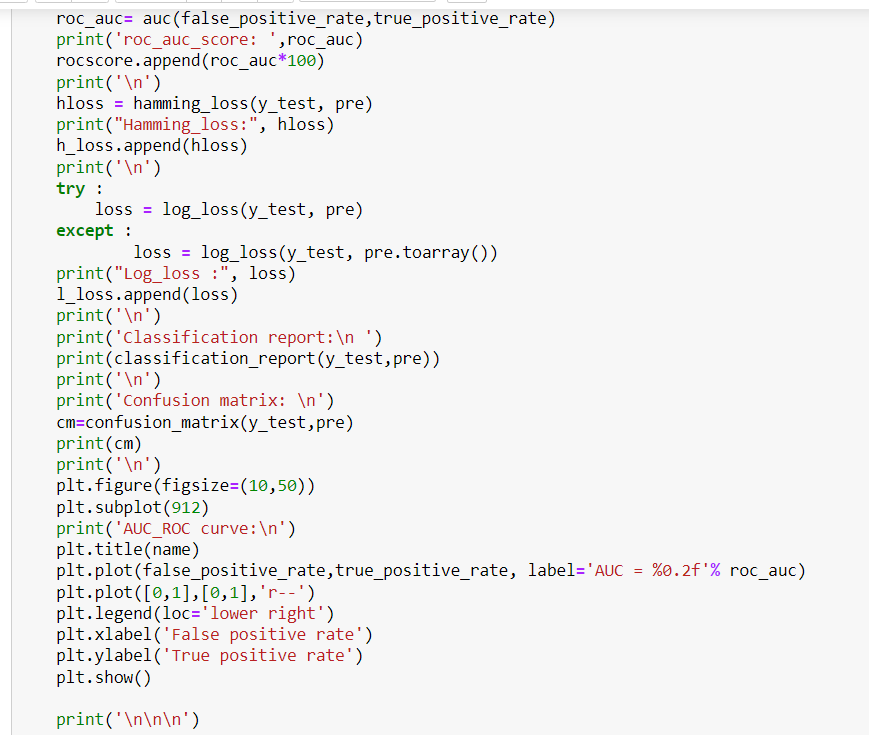 roc_auc= auc(false_positive_rate,true_positive_rate)
print('roc_auc_score: ',roc_auc)
rocscore.append(roc_auc*100)
print('\n')
hloss = hamming_loss(y_test, pre)
print("Hamming_loss:", hloss)
h_loss.append(hloss)
print('\n')
try :
    loss = log_loss(y_test, pre)
except :
        loss = log_loss(y_test, pre.toarray())
print("Log_loss :", loss)
l_loss.append(loss)
print('\n')
print('Classification report:\n ')
print(classification_report(y_test,pre))
print('\n')
print('Confusion matrix: \n')
cm=confusion_matrix(y_test,pre)
print(cm)
print('\n')
plt.figure(figsize=(10,50))
plt.subplot(912)
print('AUC_ROC curve:\n')
plt.title(name)
plt.plot(false_positive_rate,true_positive_rate, label='AUC = %0.2f'% roc_auc)
plt.plot([0,1],[0,1],'r--')
plt.legend(loc='lower right')
plt.xlabel('False positive rate')
plt.ylabel('True positive rate')
plt.show()

print('\n\n\n')